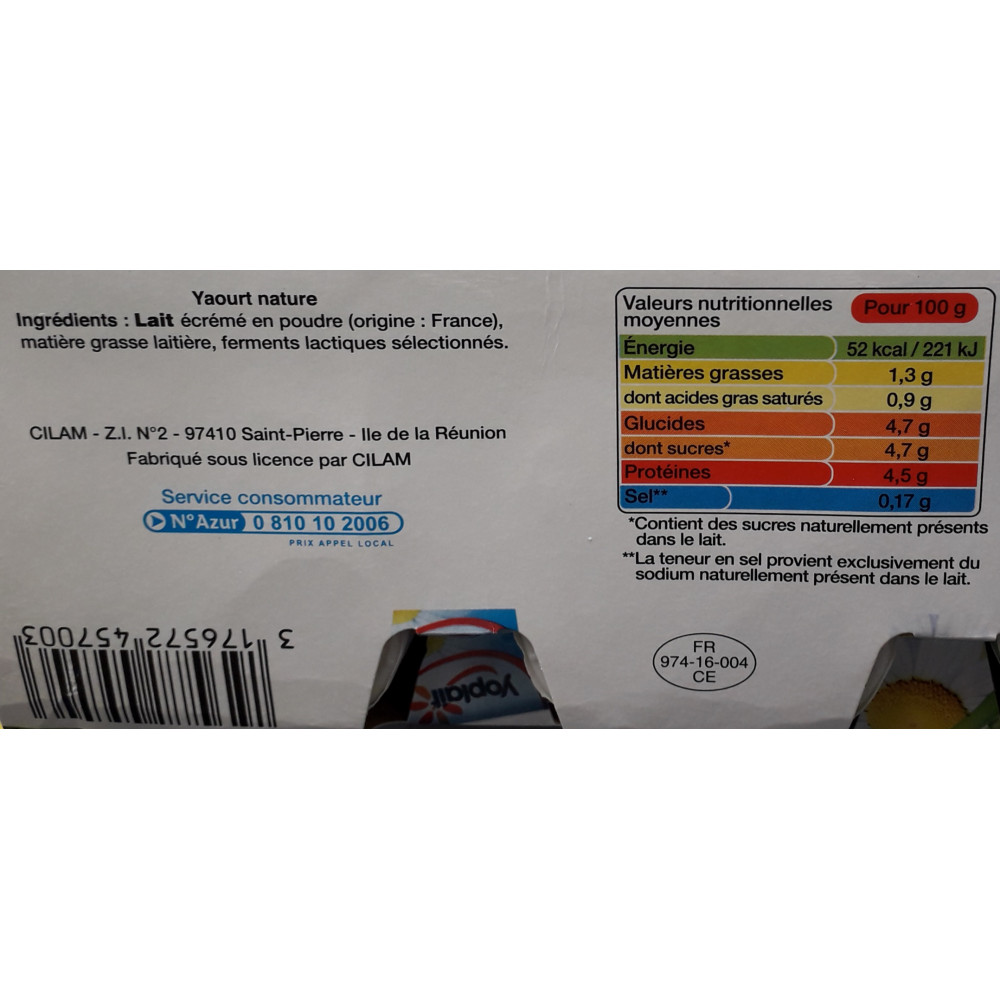 Yaourt nature
Ingrédients : Lait écrémé en poudre (origine : France),
matière grasse laitière, ferments lactiques sélectionnés.
CILAM - Z.I. N°2 - 97410 Saint-Pierre - Ile de la Réunion
Fabriqué sous licence par CILAM
Service consommateur
N°Azur 0 810 10 2006
PRIX APPEL LOCAL
3 176572 457003
yoplait
Valeurs nutritionnelles
moyennes
Pour 100 g
Énergie 52 kcal / 221 kJ
Matières grasses 1,3 g
dont acides gras saturés 0,9 g
Glucides 4,7 g
dont sucres* 4,7 g
Protéines 4,5 g
Sel** 0,17 g
*Contient des sucres naturellement présents
dans le lait.
**La teneur en sel provient exclusivement du
sodium naturellement présent dans le lait.
FR
974-16-004
CE